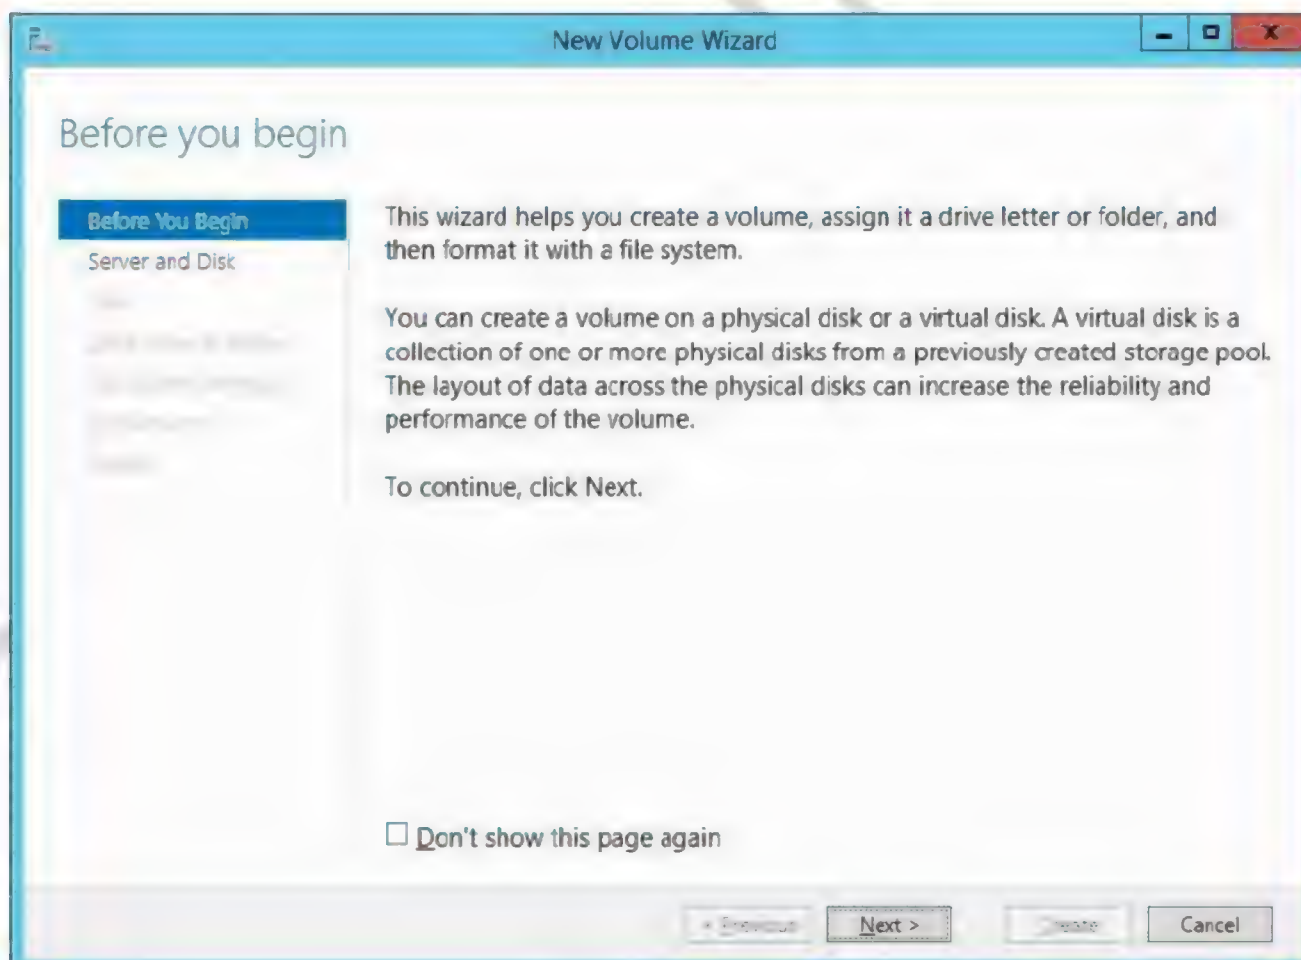 New Volume Wizard
Before you begin
Before You Begin
Server and Disk
This wizard helps you create a volume, assign it a drive letter or folder, and
then format it with a file system.
You can create a volume on a physical disk or a virtual disk. A virtual disk is a
collection of one or more physical disks from a previously created storage pool.
The layout of data across the physical disks can increase the reliability and
performance of the volume.
To continue, click Next.
Don't show this page again
< Previous
Next >
Create
Cancel